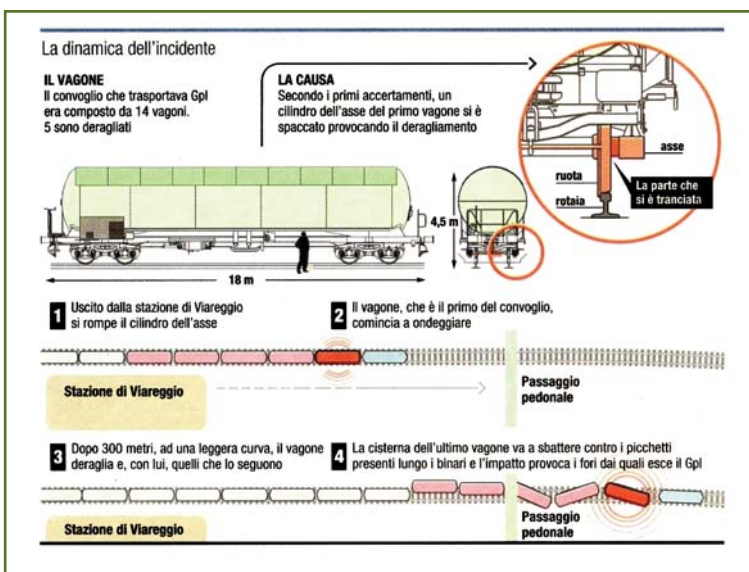 La dinamica dell'incidente
IL VAGONE
Il convoglio che trasportava Gpl
era composto da 14 vagoni.
5 sono deragliati
LA CAUSA
Secondo i primi accertamenti, un
cilindro dell'asse del primo vagone si è
spaccato provocando il deragliamento
asse
ruota
rotaia
La parte che
si è tranciata
4,5 m
18 m
1 Uscito dalla stazione di Viareggio
si rompe il cilindro dell'asse
2 Il vagone, che è il primo del convoglio,
comincia a ondeggiare
Stazione di Viareggio
Passaggio
pedonale
3 Dopo 300 metri, ad una leggera curva, il vagone
deraglia e, con lui, quelli che lo seguono
4 La cisterna dell'ultimo vagone va a sbattere contro i picchetti
presenti lungo i binari e l'impatto provoca i fori dai quali esce il Gpl
Stazione di Viareggio
Passaggio
pedonale